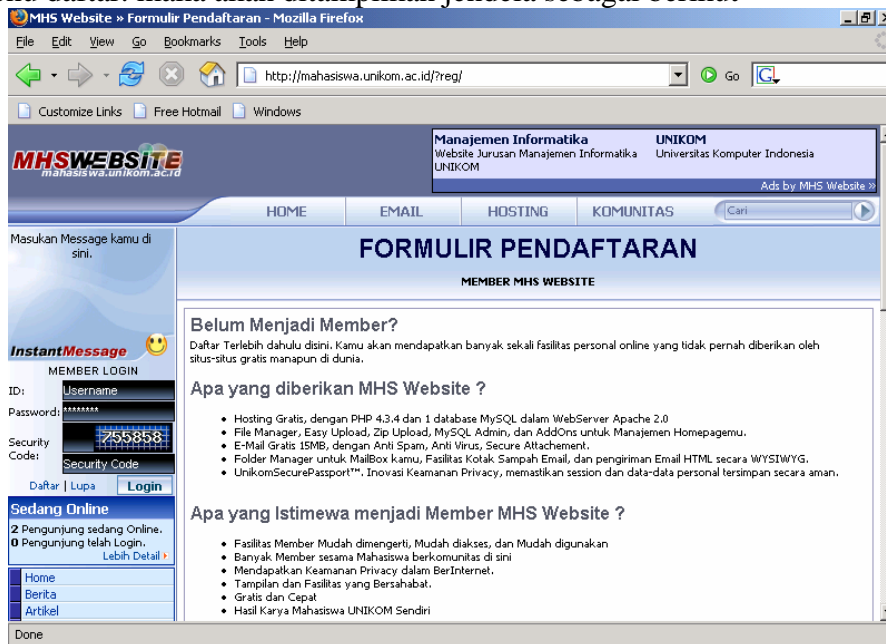 MHS Website » Formulir Pendaftaran - Mozilla Firefox
File Edit View Go Bookmarks Tools Help
http://mahasiswa.unikom.ac.id/?reg/
Go
Customize Links Free Hotmail Windows
MHSWEBSITE
mahasiswa.unikom.ac.id
Manajemen Informatika
Website Jurusan Manajemen Informatika
UNIKOM
UNIKOM
Universitas Komputer Indonesia
Ads by MHS Website »
HOME EMAIL HOSTING KOMUNITAS Cari
Masukan Message kamu di
sini.
InstantMessage
MEMBER LOGIN
ID: Username
Password: ********
Security
Code:
755858
Security Code
Daftar | Lupa Login
Sedang Online
2 Pengunjung sedang Online.
0 Pengunjung telah Login.
Lebih Detail
Home
Berita
Artikel
FORMULIR PENDAFTARAN
MEMBER MHS WEBSITE
Belum Menjadi Member?
Daftar Terlebih dahulu disini. Kamu akan mendapatkan banyak sekali fasilitas personal online yang tidak pernah diberikan oleh
situs-situs gratis manapun di dunia.
Apa yang diberikan MHS Website ?
• Hosting Gratis, dengan PHP 4.3.4 dan 1 database MySQL dalam WebServer Apache 2.0
• File Manager, Easy Upload, Zip Upload, MySQL Admin, dan AddOns untuk Manajemen Homepagemu.
• E-Mail Gratis 15MB, dengan Anti Spam, Anti Virus, Secure Attachement.
• Folder Manager untuk MailBox kamu, Fasilitas Kotak Sampah Email, dan pengiriman Email HTML secara WYSIWYG.
• UnikomSecurePassport™. Inovasi Keamanan Privacy, memastikan session dan data-data personal tersimpan secara aman.
Apa yang Istimewa menjadi Member MHS Website ?
• Fasilitas Member Mudah dimengerti, Mudah diakses, dan Mudah digunakan
• Banyak Member sesama Mahasiswa berkomunitas di sini
• Mendapatkan Keamanan Privacy dalam BerInternet.
• Tampilan dan Fasilitas yang Bersahabat.
• Gratis dan Cepat
• Hasil Karya Mahasiswa UNIKOM Sendiri
Done